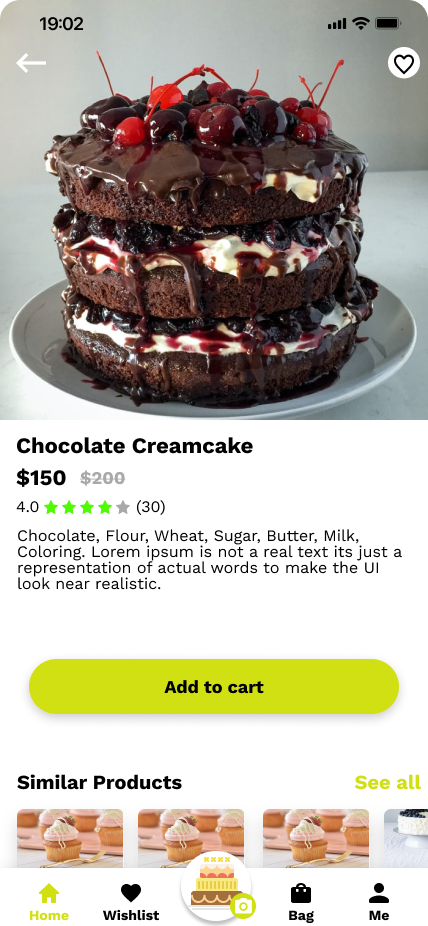 19:02
Chocolate Creamcake
$150 $200
4.0 (30)
Chocolate, Flour, Wheat, Sugar, Butter, Milk,
Coloring. Lorem ipsum is not a real text its just a
representation of actual words to make the UI
look near realistic.
Add to cart
Similar Products See all
Home Wishlist Bag Me